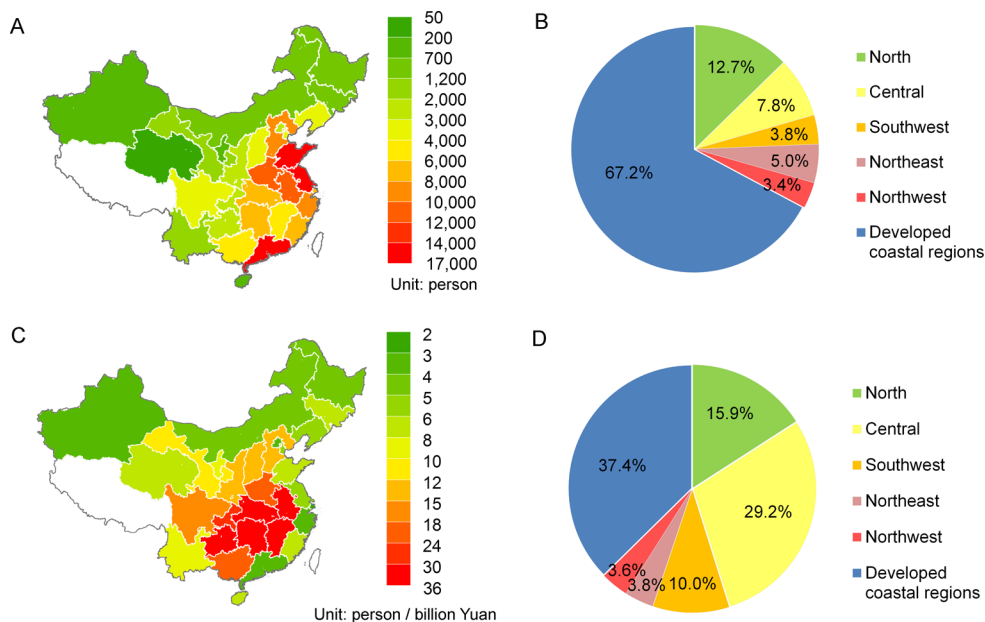 A
50
200
700
1,200
2,000
3,000
4,000
6,000
8,000
10,000
12,000
14,000
17,000
Unit: person
B
12.7%
7.8%
3.8%
5.0%
3.4%
67.2%
North
Central
Southwest
Northeast
Northwest
Developed
coastal regions
C
2
3
4
5
6
8
10
12
15
18
24
30
36
Unit: person / billion Yuan
D
15.9%
29.2%
10.0%
3.8%
3.6%
37.4%
North
Central
Southwest
Northeast
Northwest
Developed
coastal regions